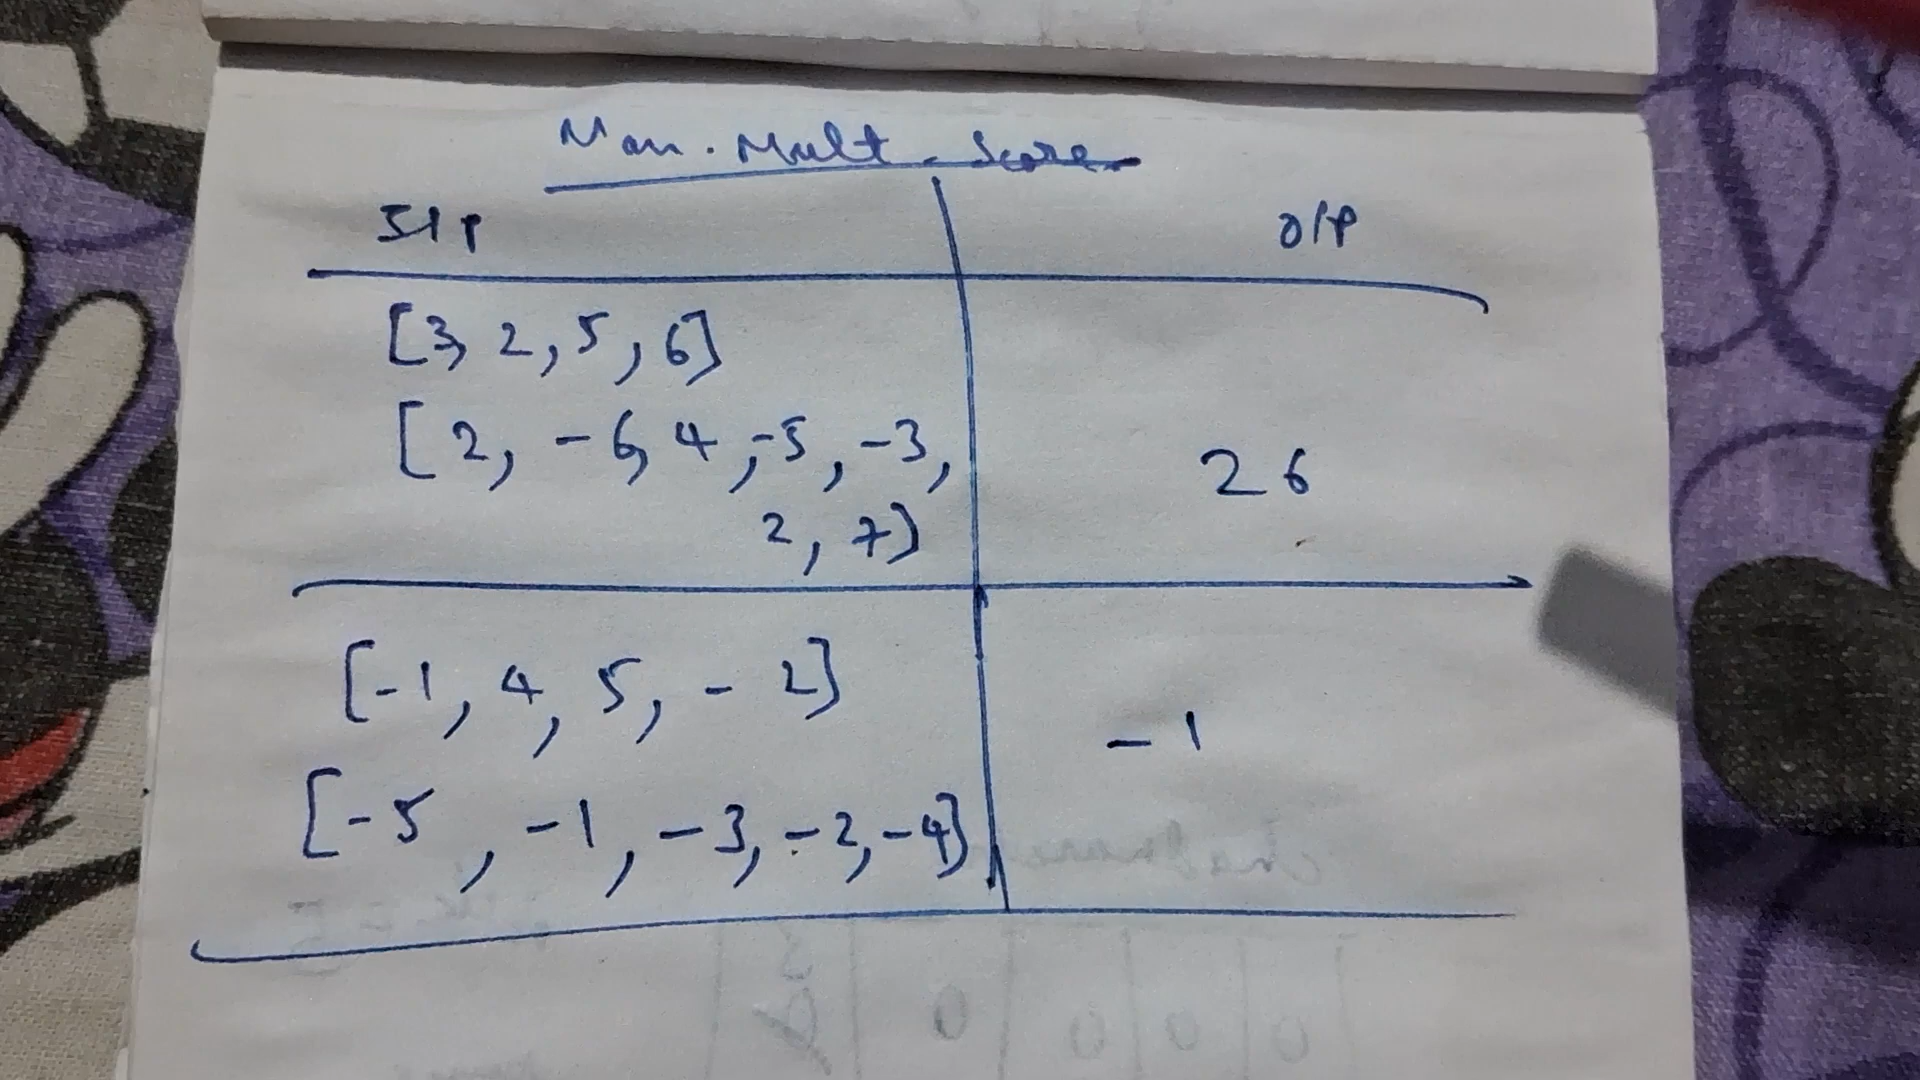 Max. Mult. Score
I/P O/P
[3, 2, 5, 6]
[2, -6, 4, -5, -3,
2, 7] 26
[-1, 4, 5, -2]
-1
[-5, -1, -3, -2, -4]